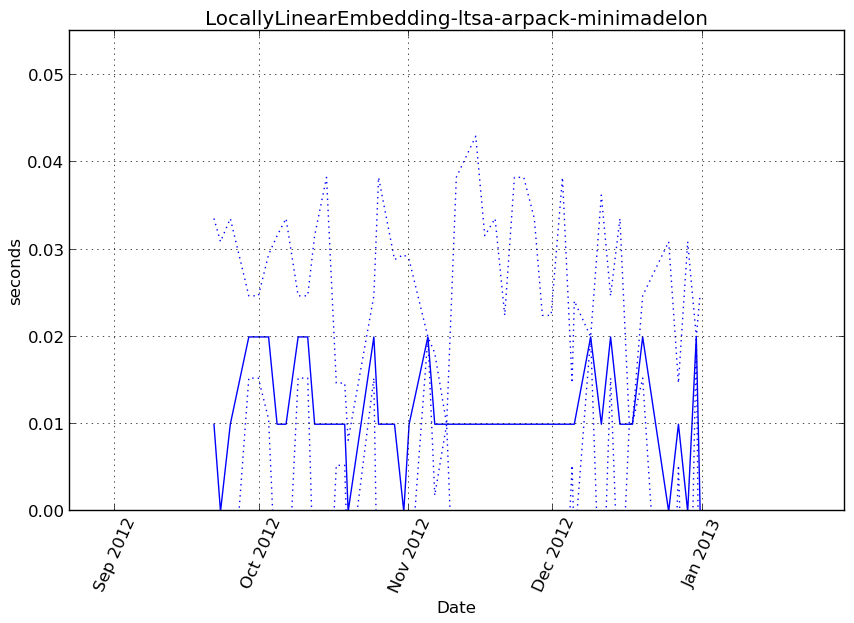 LocallyLinearEmbedding-ltsa-arpack-minimadelon
0.05
0.04
0.03
0.02
0.01
0.00
seconds
Sep 2012
Oct 2012
Nov 2012
Dec 2012
Jan 2013
Date